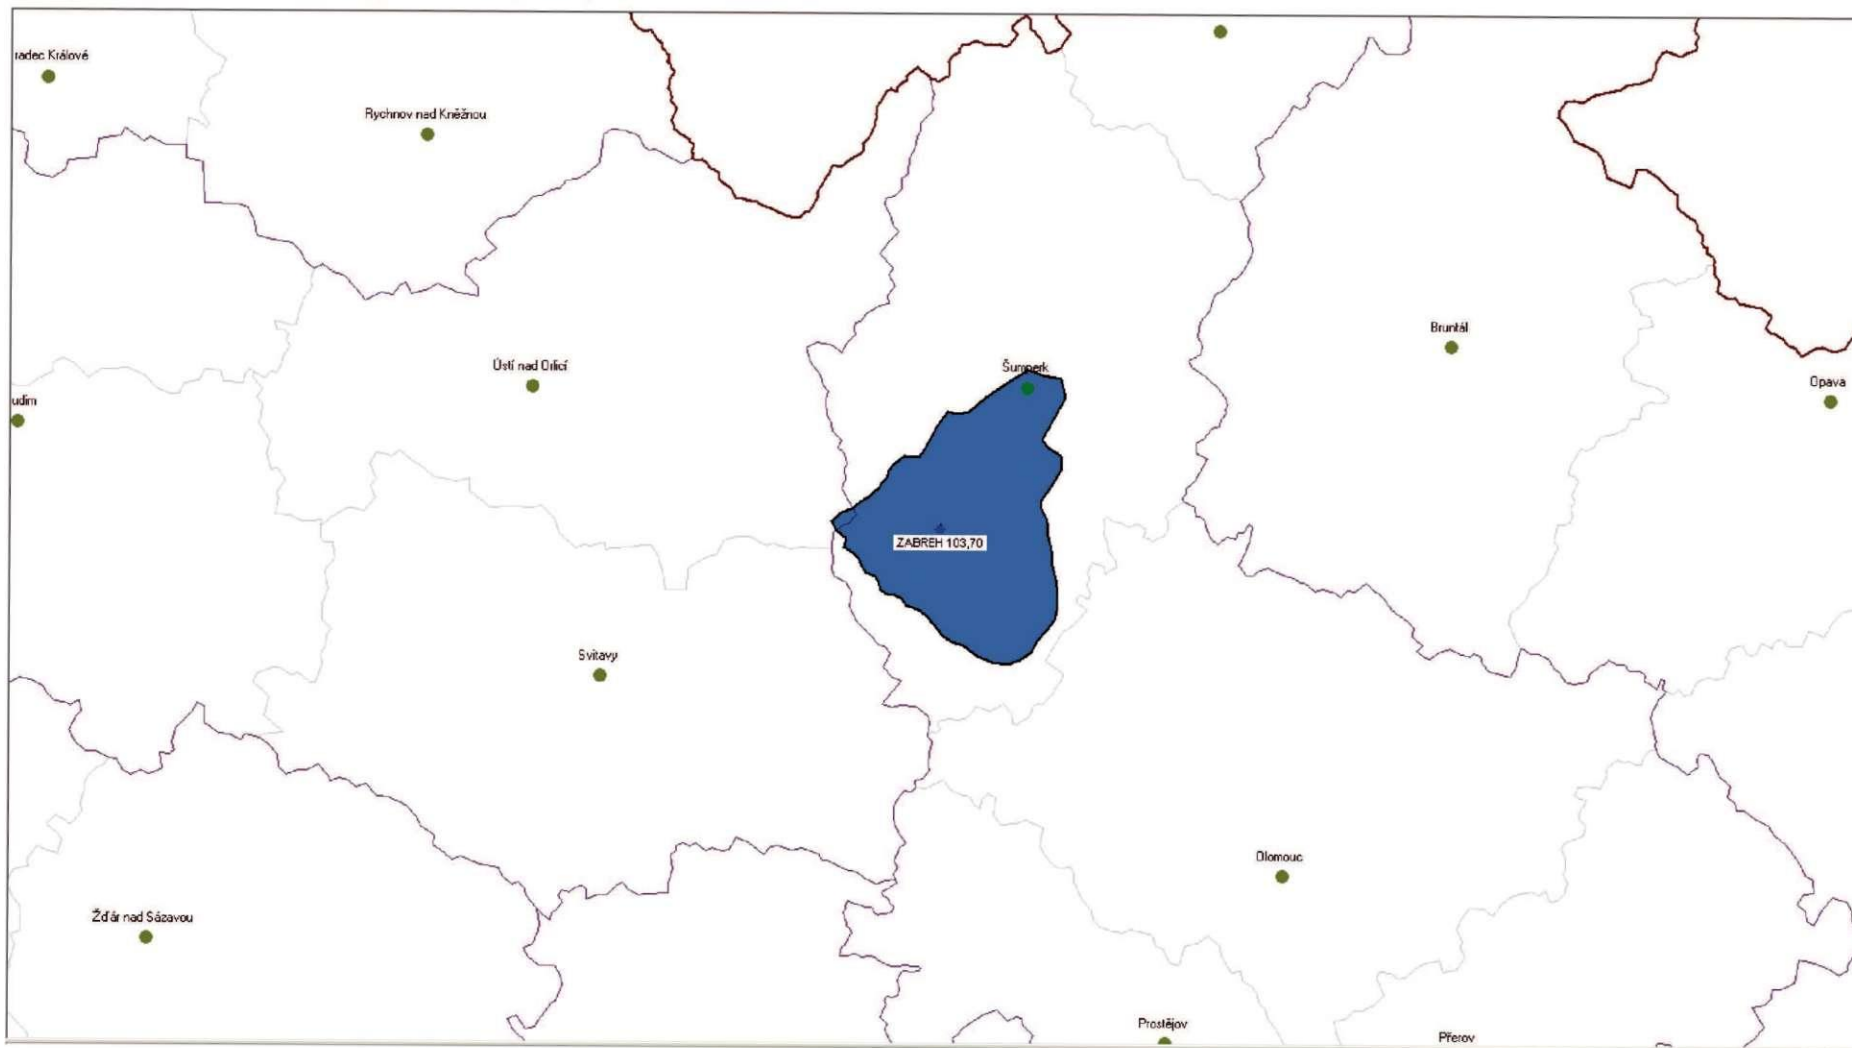 radec Králové
Rychnov nad Kněžnou
Bruntál
Ústí nad Orlicí
Šumperk
Opava
udim
ZABREH 103,70
Svitavy
Olomouc
Žďár nad Sázavou
Prostějov
Přerov